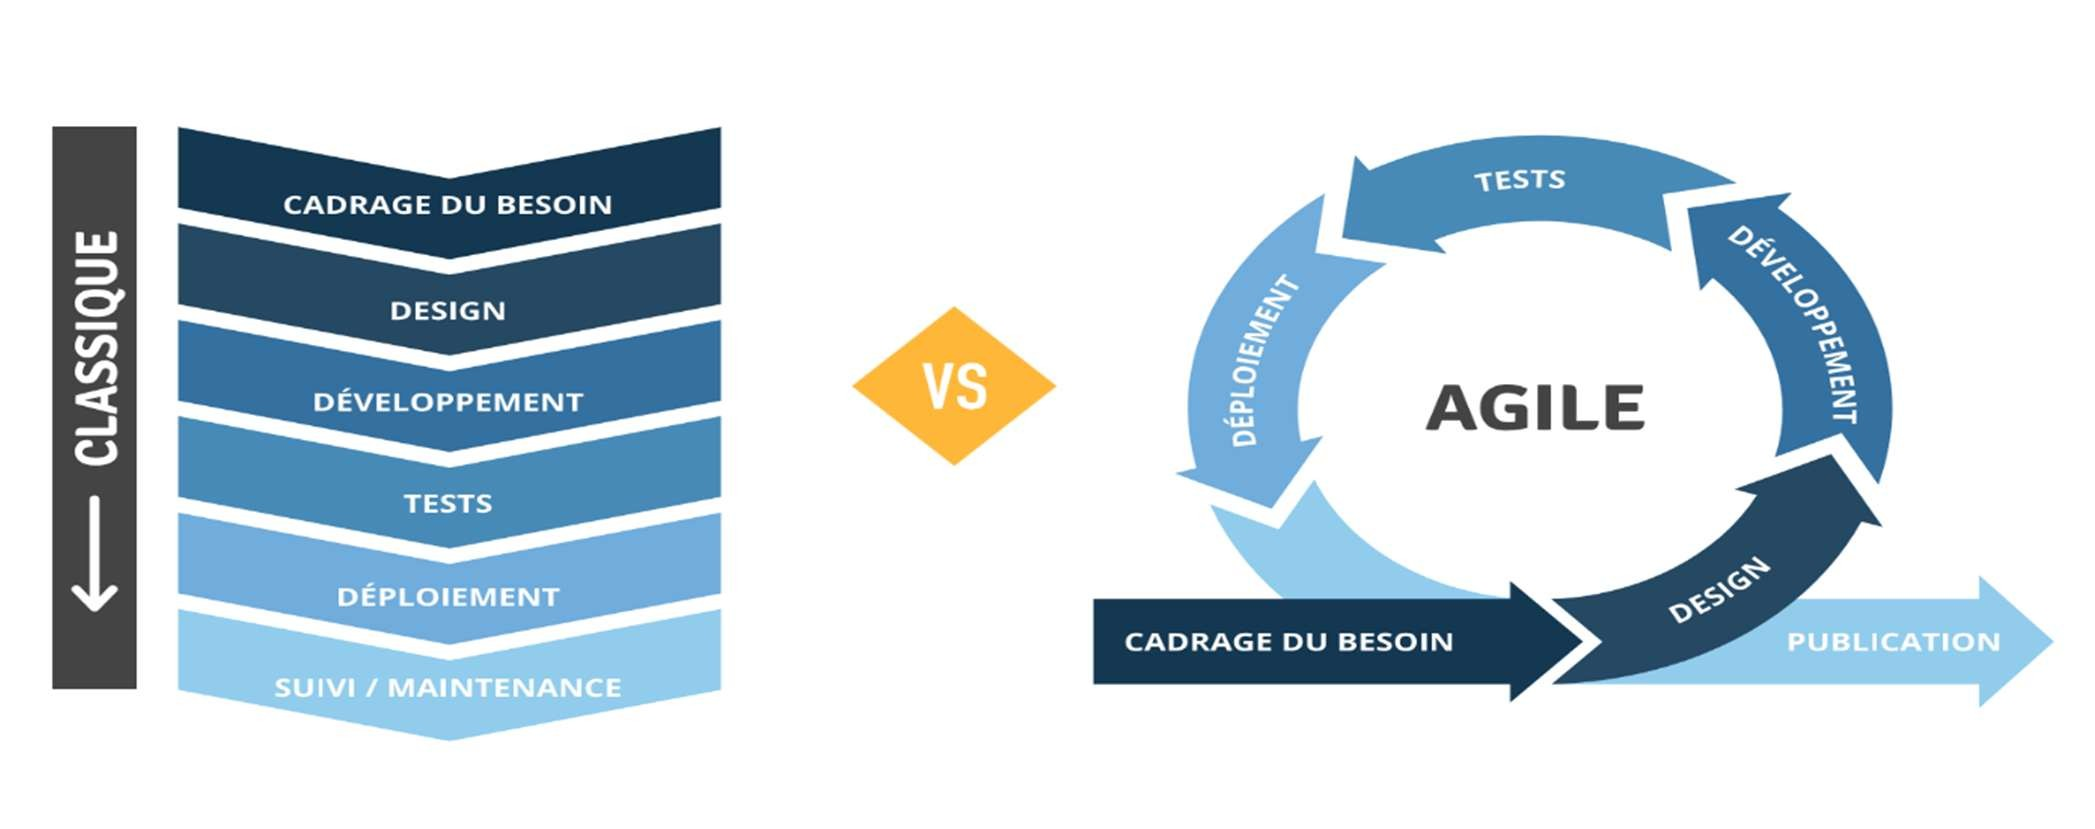 CLASSIQUE
CADRAGE DU BESOIN
DESIGN
DÉVELOPPEMENT
TESTS
DÉPLOIEMENT
SUIVI / MAINTENANCE
VS
AGILE
CADRAGE DU BESOIN
DESIGN
DÉVELOPPEMENT
TESTS
DÉPLOIEMENT
PUBLICATION